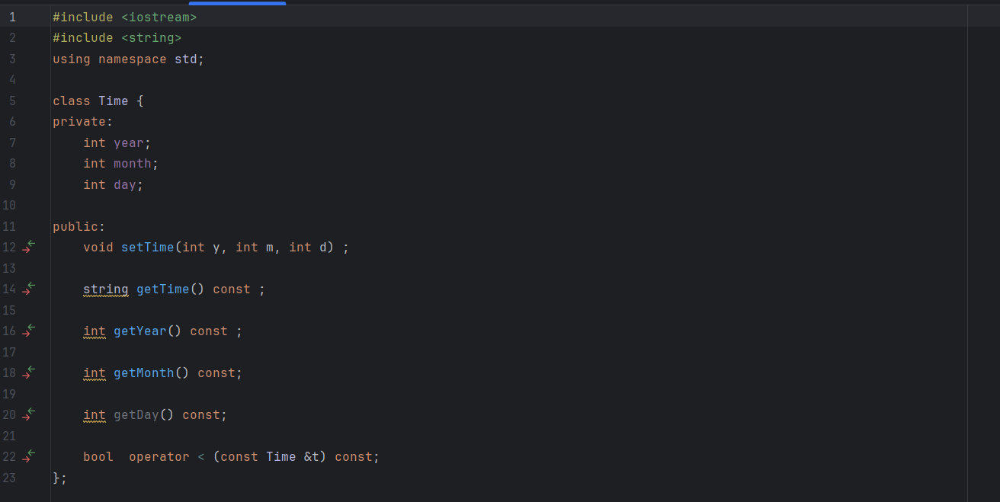 1 #include <iostream>
2 #include <string>
3 using namespace std;
4
5 class Time {
6 private:
7     int year;
8     int month;
9     int day;
10
11 public:
12     void setTime(int y, int m, int d) ;
13
14     string getTime() const ;
15
16     int getYear() const ;
17
18     int getMonth() const;
19
20     int getDay() const;
21
22     bool  operator < (const Time &t) const;
23 };